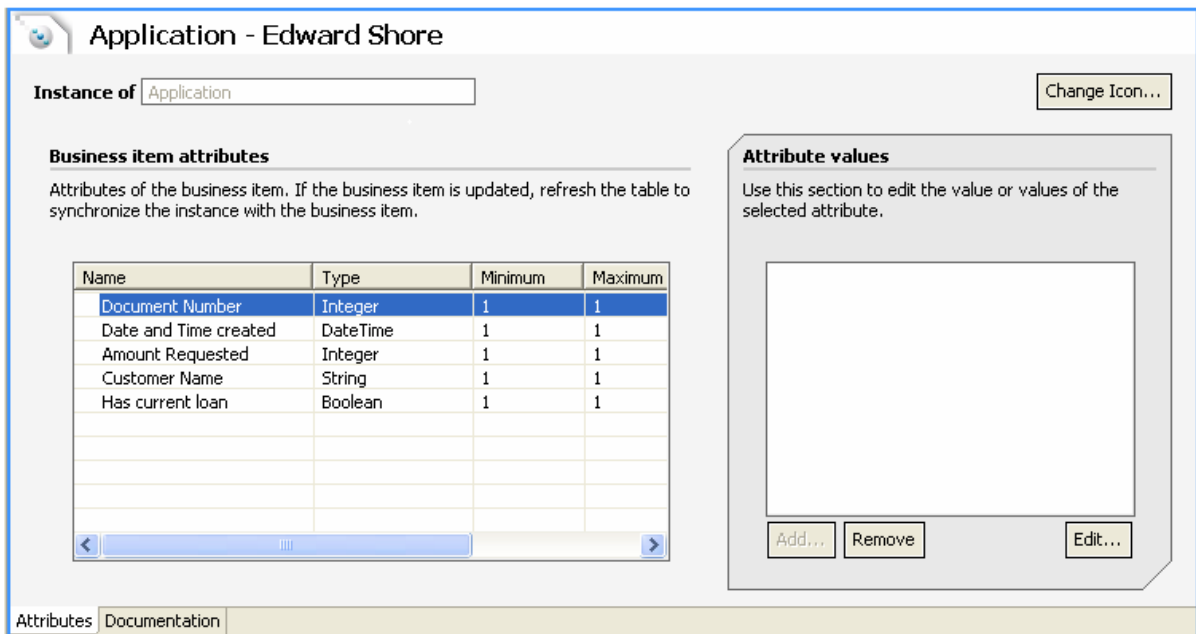 Application - Edward Shore
Instance of Application
Change Icon...
Business item attributes
Attributes of the business item. If the business item is updated, refresh the table to
synchronize the instance with the business item.
Name Type Minimum Maximum
Document Number Integer 1 1
Date and Time created DateTime 1 1
Amount Requested Integer 1 1
Customer Name String 1 1
Has current loan Boolean 1 1
Attribute values
Use this section to edit the value or values of the
selected attribute.
Add... Remove Edit...
Attributes Documentation